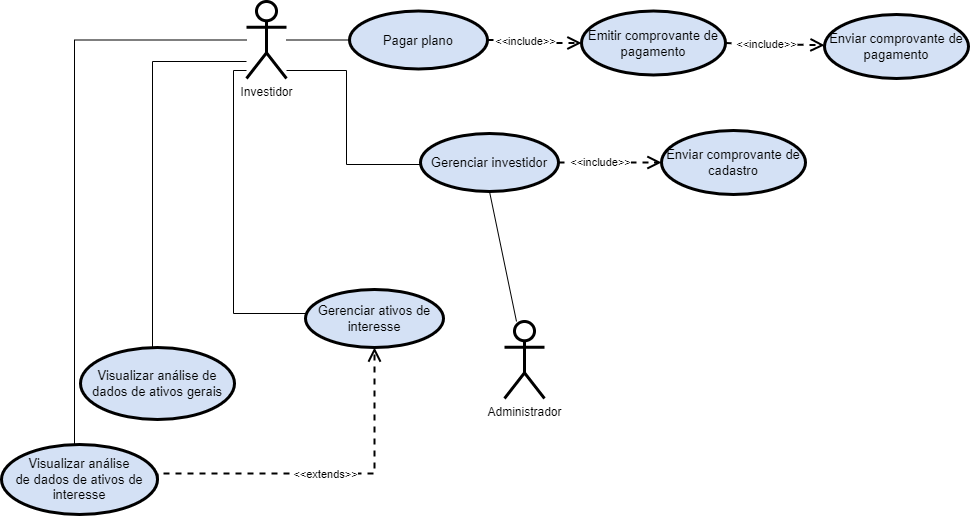 Pagar plano
<<include>>
Emitir comprovante de
pagamento
<<include>>
Enviar comprovante de
pagamento
Investidor
Gerenciar investidor
<<include>>
Enviar comprovante de
cadastro
Gerenciar ativos de
interesse
Visualizar análise de
dados de ativos gerais
Administrador
Visualizar análise
de dados de ativos de
interesse
<<extends>>